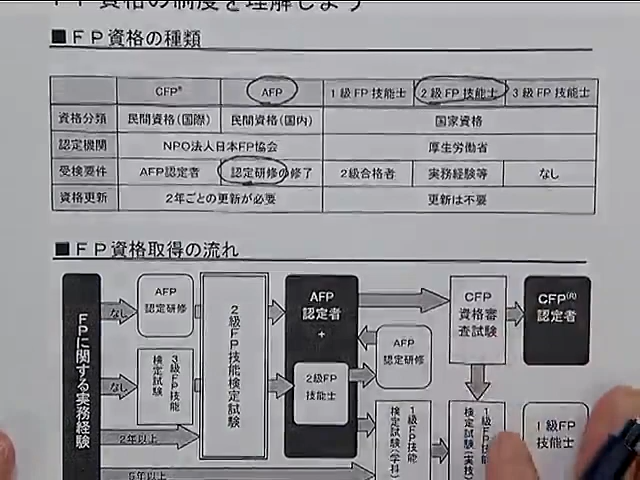 FP資格の制度を理解しよう
■FP資格の種類
CFP® AFP 1級FP技能士 2級FP技能士 3級FP技能士
資格分類 民間資格(国際) 民間資格(国内) 国家資格
認定機関 NPO法人日本FP協会 厚生労働省
受検要件 AFP認定者 認定研修の修了 2級合格者 実務経験等 なし
資格更新 2年ごとの更新が必要 更新は不要
■FP資格取得の流れ
FPに関する実務経験
なし
AFP
認定研修
なし
3級FP技能
検定試験
2年以上
5年以上
2級FP技能検定試験
AFP
認定者
+
2級FP
技能士
AFP
認定研修
CFP
資格審
査試験
CFP(R)
認定者
1級FP技能
検定試験(学科)
1級FP技能
検定試験(実技)
1級FP
技能士